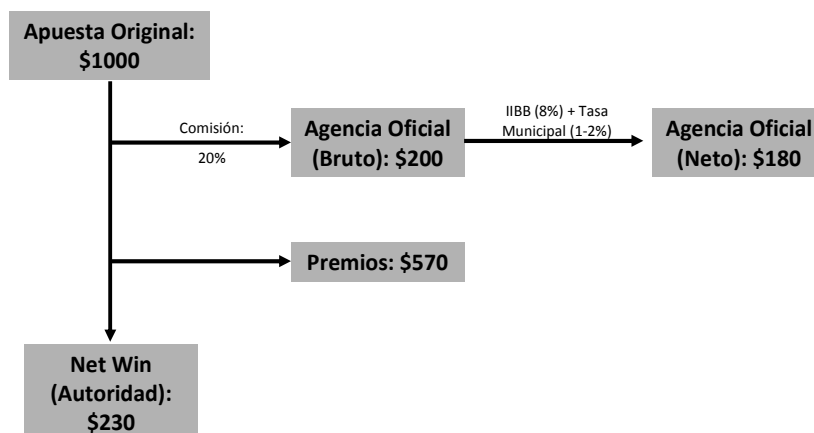 Apuesta Original:
$1000
Comisión:
20%
Agencia Oficial
(Bruto): $200
IIBB (8%) + Tasa
Municipal (1-2%)
Agencia Oficial
(Neto): $180
Premios: $570
Net Win
(Autoridad):
$230